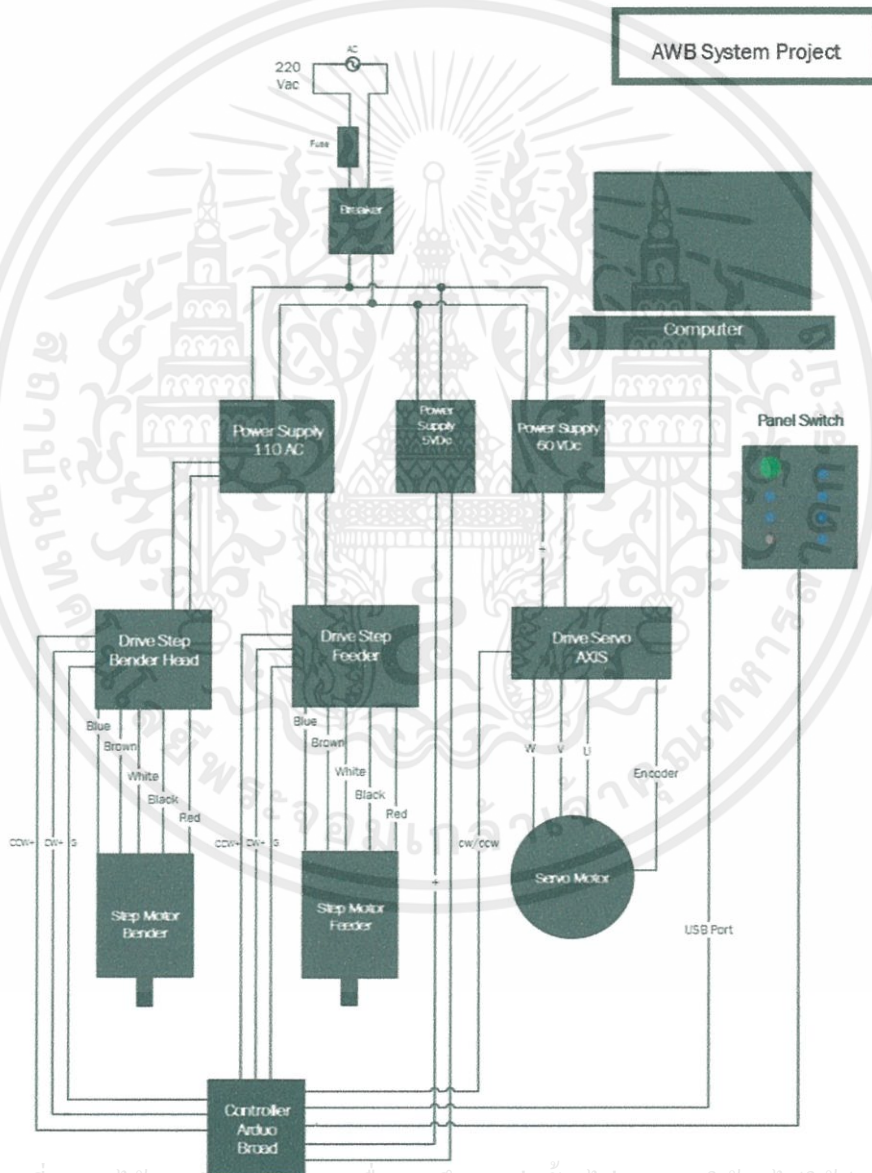 AWB System Project
AC
220
Vac
Fuse
Breaker
Computer
Panel Switch
Power Supply
110 AC
Power
Supply
5VDc
Power Supply
60 VDc
Drive Step
Bender Head
Drive Step
Feeder
Drive Servo
AXIS
Blue
Brown
White
Black
Red
Blue
Brown
White
Black
Red
W
V
U
Encoder
CCW+
CW+
G
CCW+
CW+
G
+
+
cw/ccw
Step Motor
Bender
Step Motor
Feeder
Servo Motor
USB Port
Controller
Arduo
Broad